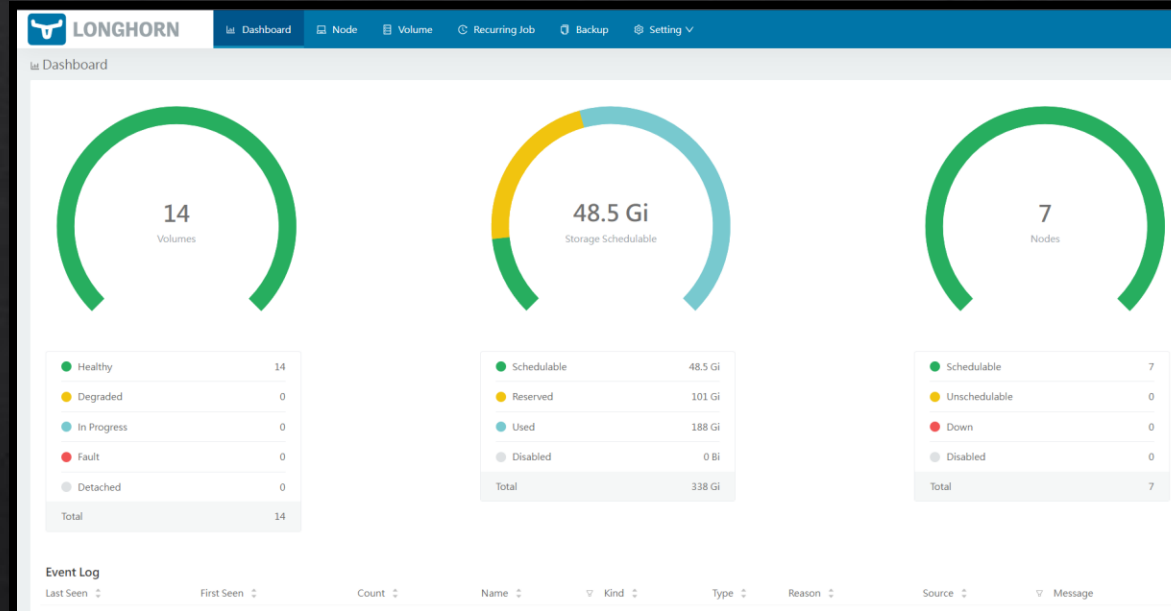 LONGHORN Dashboard Node Volume Recurring Job Backup Setting
Dashboard
14
Volumes
48.5 Gi
Storage Schedulable
7
Nodes
Healthy 14
Degraded 0
In Progress 0
Fault 0
Detached 0
Total 14
Schedulable 48.5 Gi
Reserved 101 Gi
Used 188 Gi
Disabled 0 Bi
Total 338 Gi
Schedulable 7
Unschedulable 0
Down 0
Disabled 0
Total 7
Event Log
Last Seen First Seen Count Name Kind Type Reason Source Message